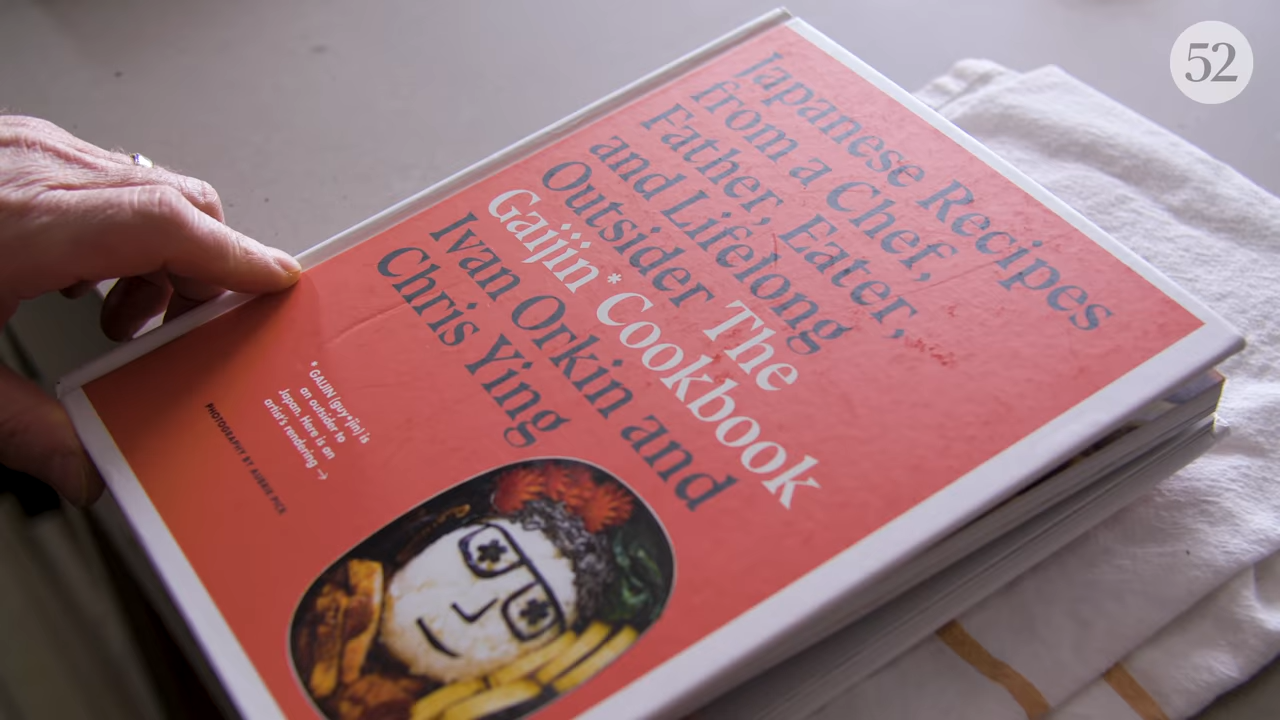 Japanese Recipes
from a Chef,
Father, Eater,
and Lifelong
Outsider The
Gaijin* Cookbook
Ivan Orkin and
Chris Ying
* GAIJIN (guy•jin) is
an outsider to
Japan. Here is an
artist's rendering →
PHOTOGRAPHY BY AUBRIE PICK
52